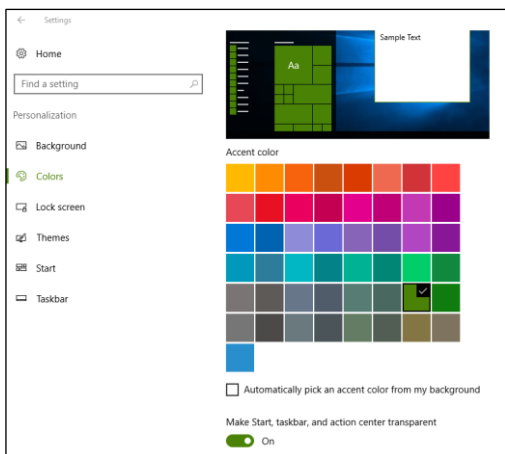 Settings
Home
Find a setting
Personalization
Background
Colors
Lock screen
Themes
Start
Taskbar
Sample Text
Aa
Accent color
Automatically pick an accent color from my background
Make Start, taskbar, and action center transparent
On